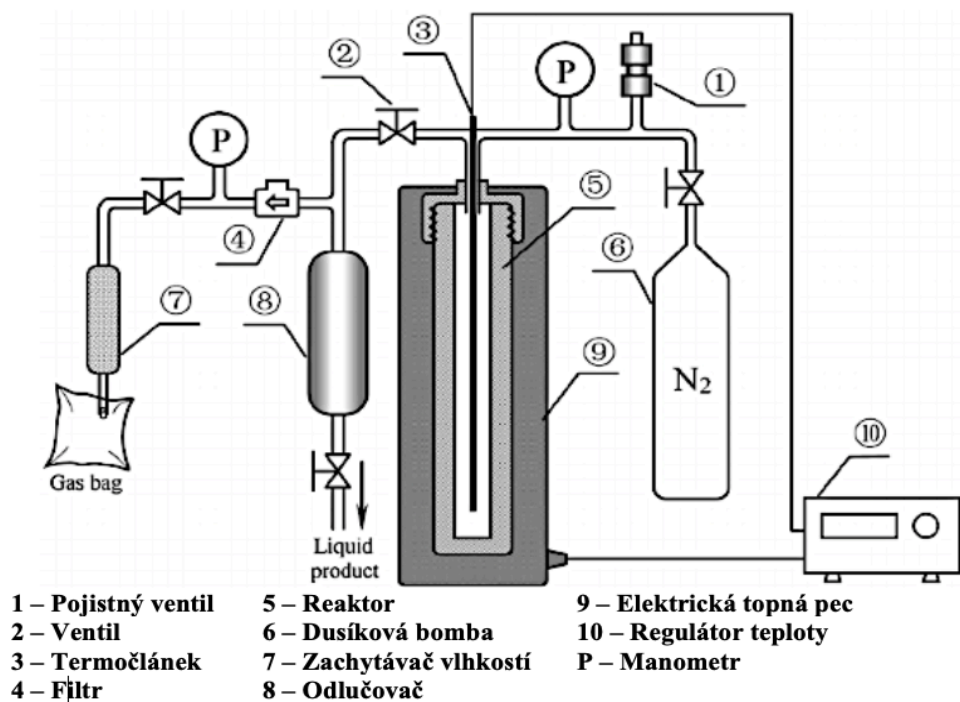 ③
②
P
P
①
⑤
④
⑥
⑦
⑧
⑨
N₂
⑩
Gas bag
Liquid
product
1 – Pojistný ventil
5 – Reaktor
9 – Elektrická topná pec
2 – Ventil
6 – Dusíková bomba
10 – Regulátor teploty
3 – Termočlánek
7 – Zachytávač vlhkostí
P – Manometr
4 – Filtr
8 – Odlučovač